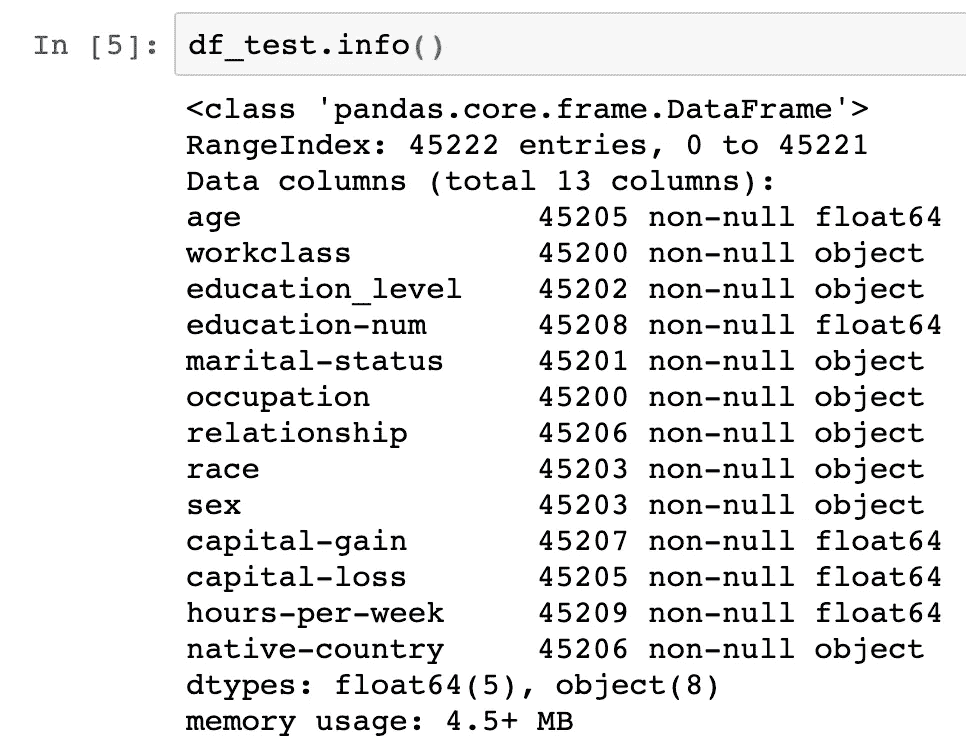 In [5]: df_test.info()
<class 'pandas.core.frame.DataFrame'>
RangeIndex: 45222 entries, 0 to 45221
Data columns (total 13 columns):
age 45205 non-null float64
workclass 45200 non-null object
education_level 45202 non-null object
education-num 45208 non-null float64
marital-status 45201 non-null object
occupation 45200 non-null object
relationship 45206 non-null object
race 45203 non-null object
sex 45203 non-null object
capital-gain 45207 non-null float64
capital-loss 45205 non-null float64
hours-per-week 45209 non-null float64
native-country 45206 non-null object
dtypes: float64(5), object(8)
memory usage: 4.5+ MB